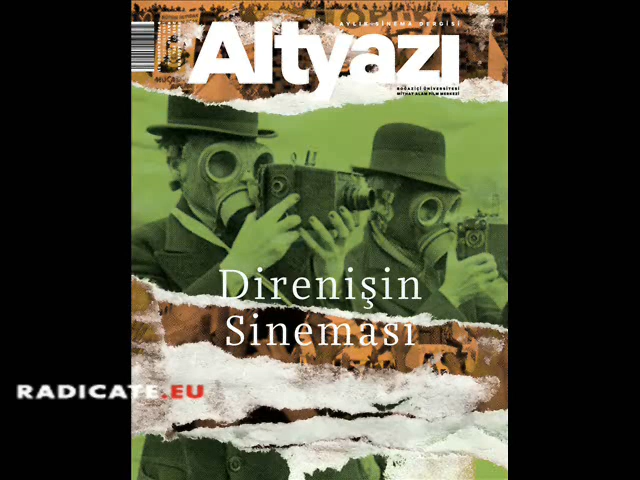 AYLIK SİNEMA DERGİSİ
Altyazı
BOĞAZİÇİ ÜNİVERSİTESİ
MİTHAT ALAM FİLM MERKEZİ
Direnişin
Sineması
RADICATE.EU